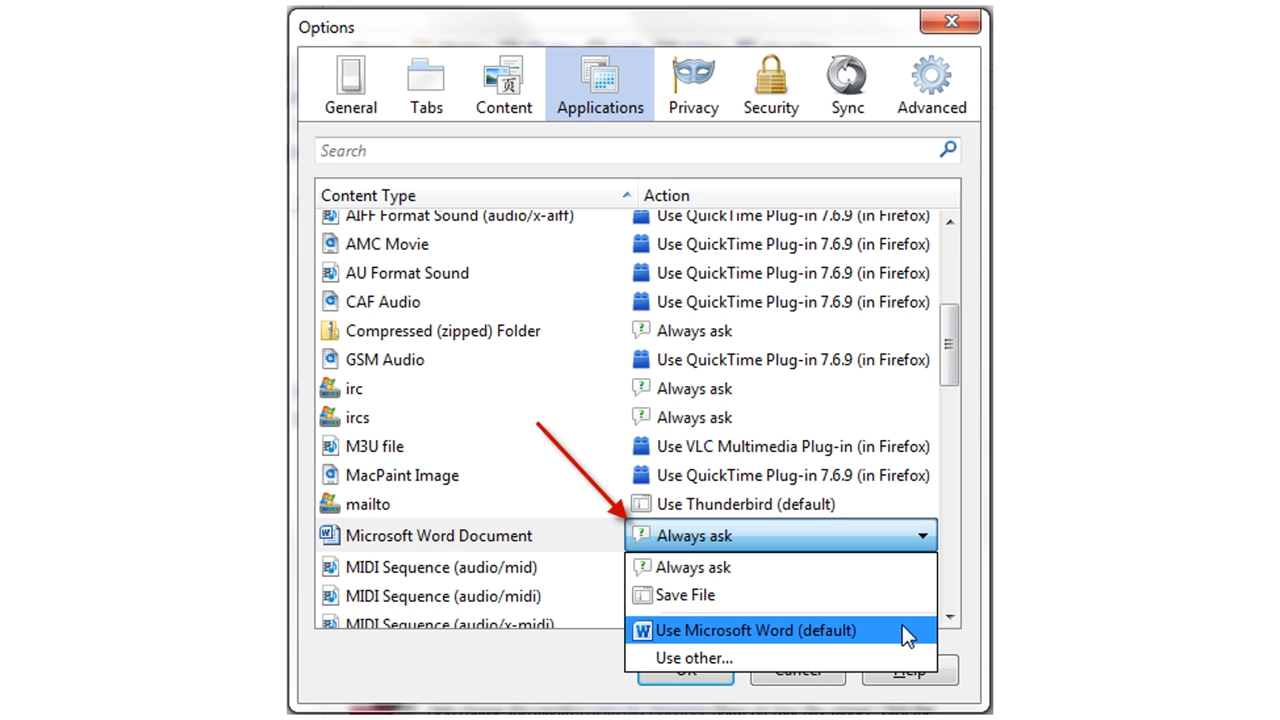 Options
General Tabs Content Applications Privacy Security Sync Advanced
页
Search
Content Type Action
AIFF Format Sound (audio/x-aiff) Use QuickTime Plug-in 7.6.9 (in Firefox)
AMC Movie Use QuickTime Plug-in 7.6.9 (in Firefox)
AU Format Sound Use QuickTime Plug-in 7.6.9 (in Firefox)
CAF Audio Use QuickTime Plug-in 7.6.9 (in Firefox)
Compressed (zipped) Folder Always ask
GSM Audio Use QuickTime Plug-in 7.6.9 (in Firefox)
irc Always ask
ircs Always ask
M3U file Use VLC Multimedia Plug-in (in Firefox)
MacPaint Image Use QuickTime Plug-in 7.6.9 (in Firefox)
mailto Use Thunderbird (default)
Microsoft Word Document Always ask
MIDI Sequence (audio/mid) Always ask
MIDI Sequence (audio/midi) Save File
MIDI Sequence (audio/x-midi) Use Microsoft Word (default)
Use other...
OK Cancel Help